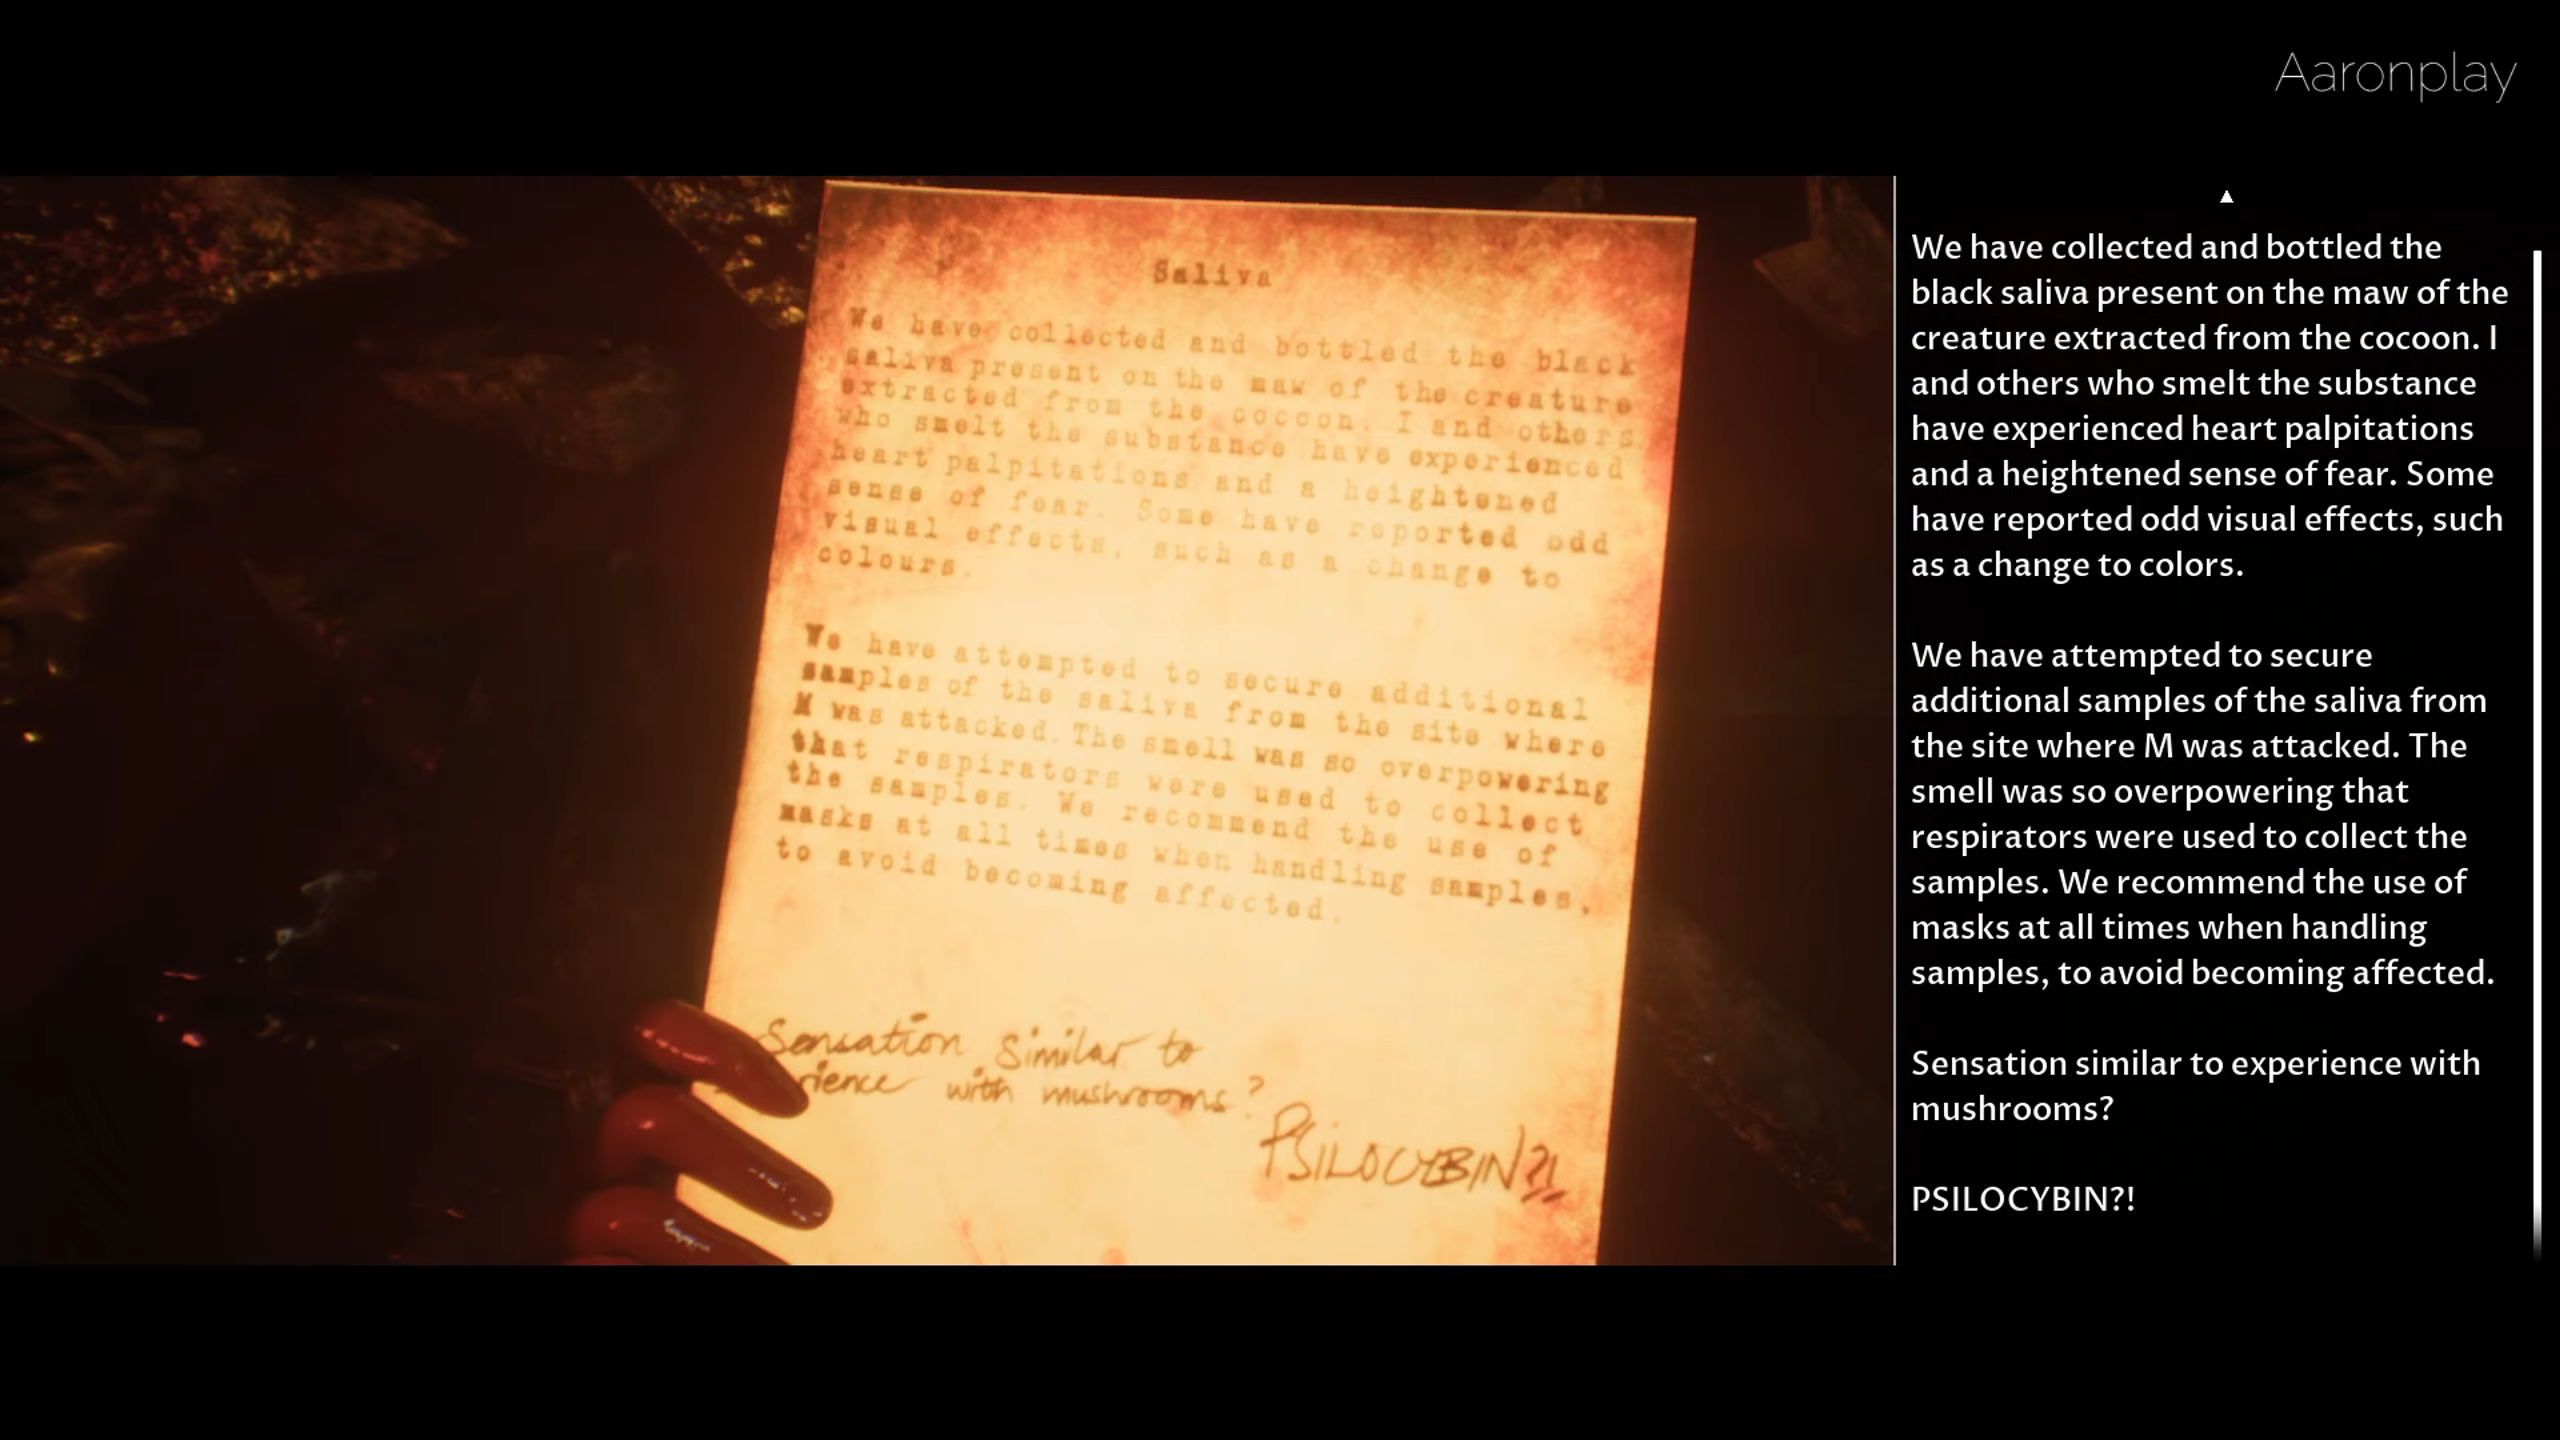 Aaronplay
Saliva
We have collected and bottled the black
saliva present on the maw of the creature
extracted from the cocoon. I and others
who smelt the substance have experienced
heart palpitations and a heightened
sense of fear. Some have reported odd
visual effects, such as a change to
colours.
We have attempted to secure additional
samples of the saliva from the site where
M was attacked. The smell was so overpowering
that respirators were used to collect
the samples. We recommend the use of
masks at all times when handling samples,
to avoid becoming affected.
Sensation similar to
rience with mushrooms?
PSILOCYBIN?!
We have collected and bottled the
black saliva present on the maw of the
creature extracted from the cocoon. I
and others who smelt the substance
have experienced heart palpitations
and a heightened sense of fear. Some
have reported odd visual effects, such
as a change to colors.
We have attempted to secure
additional samples of the saliva from
the site where M was attacked. The
smell was so overpowering that
respirators were used to collect the
samples. We recommend the use of
masks at all times when handling
samples, to avoid becoming affected.
Sensation similar to experience with
mushrooms?
PSILOCYBIN?!